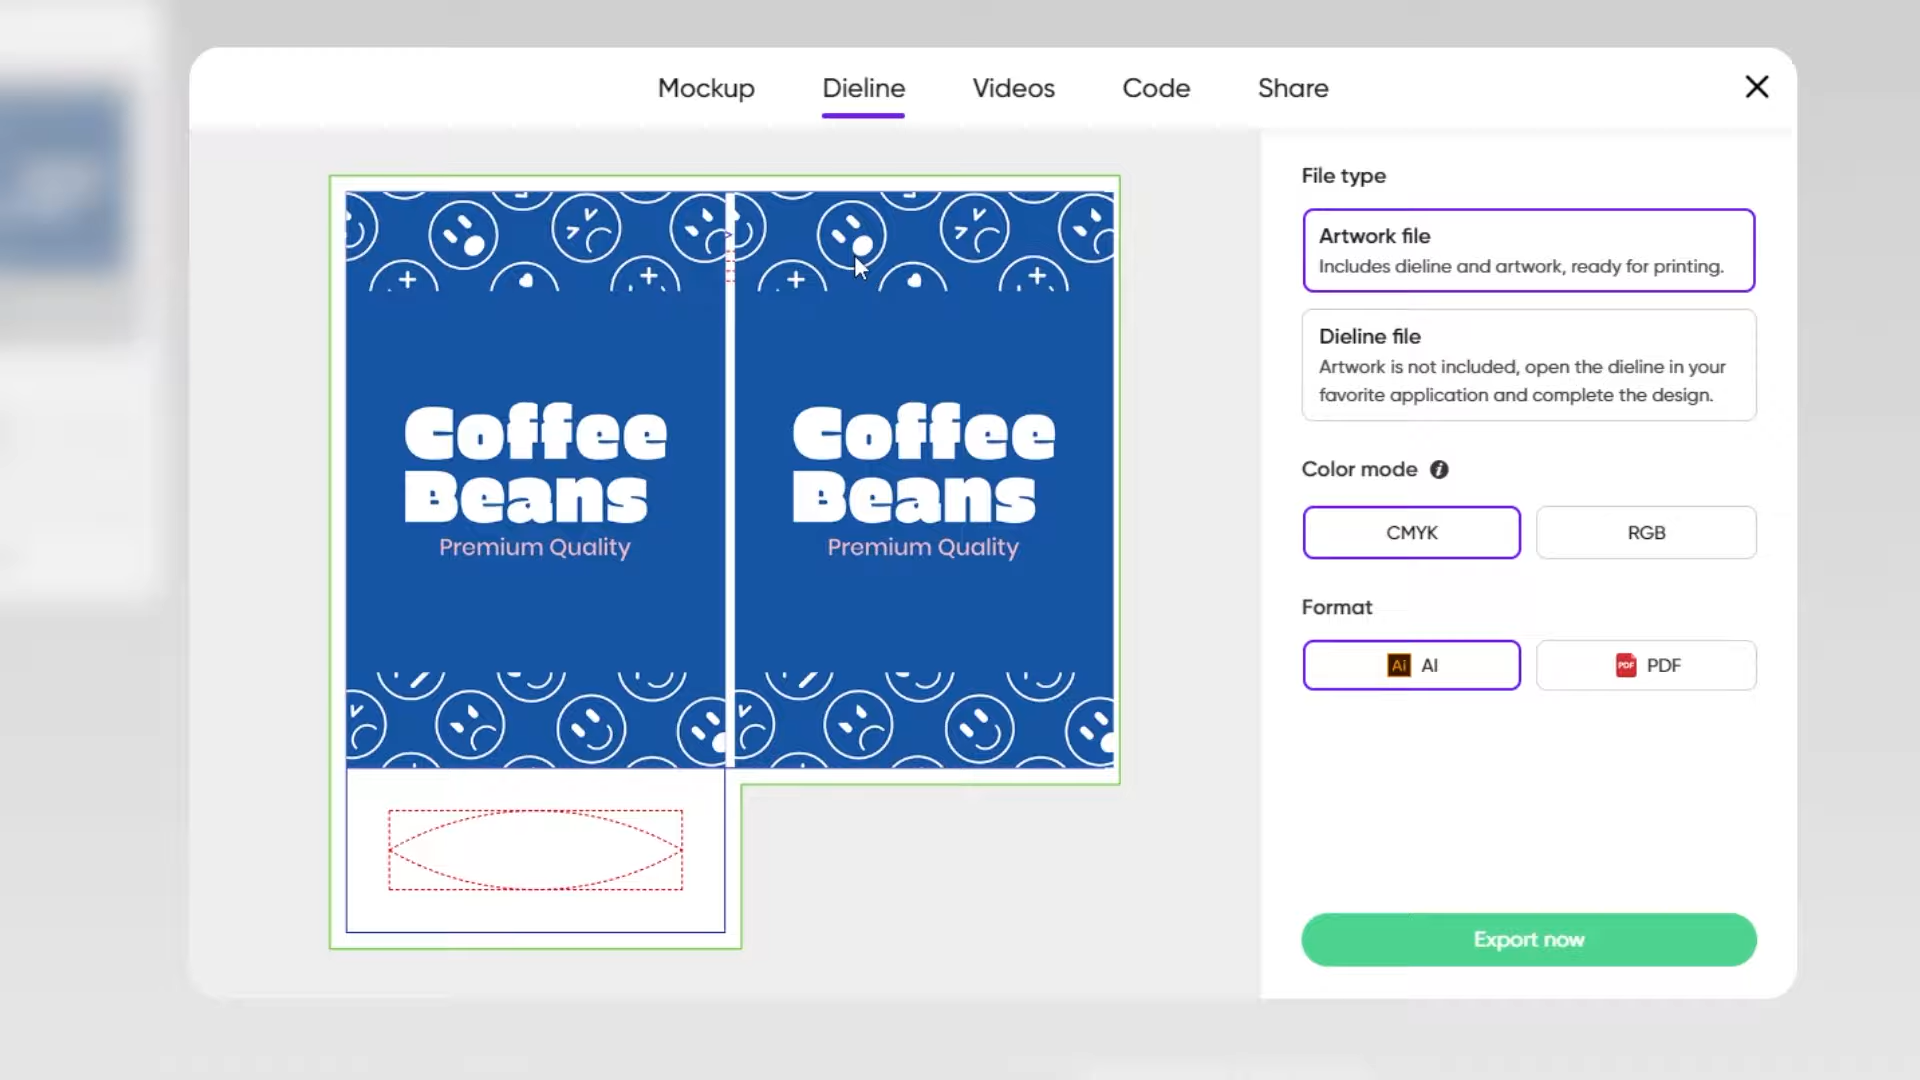 Mockup
Dieline
Videos
Code
Share
File type
Artwork file
Includes dieline and artwork, ready for printing.
Dieline file
Artwork is not included, open the dieline in your
favorite application and complete the design.
Color mode
CMYK
RGB
Format
Ai AI
PDF PDF
Export now
Coffee
Beans
Premium Quality
Coffee
Beans
Premium Quality